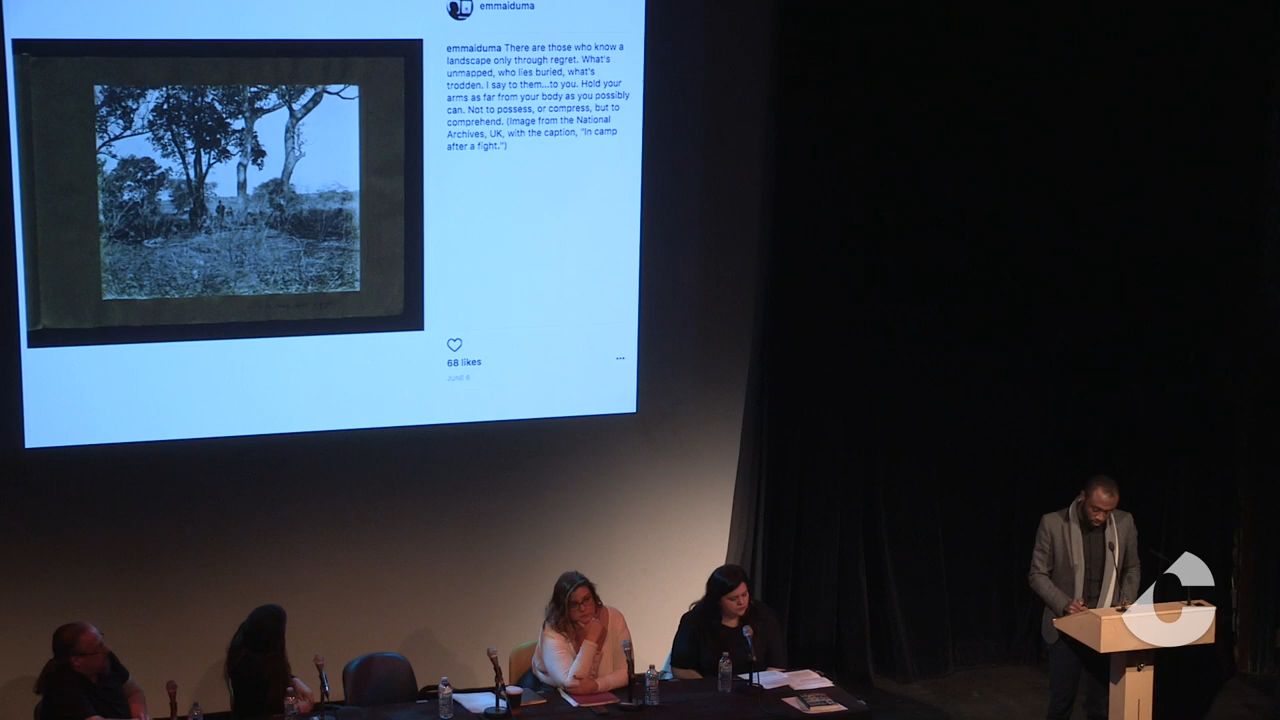 emmaiduma
emmaiduma There are those who know a
landscape only through regret. What's
unmapped, who lies buried, what's
trodden. I say to them...to you. Hold your
arms as far from your body as you possibly
can. Not to possess, or compress, but to
comprehend. (Image from the National
Archives, UK, with the caption, "In camp
after a fight.")
68 likes
JUNE 6